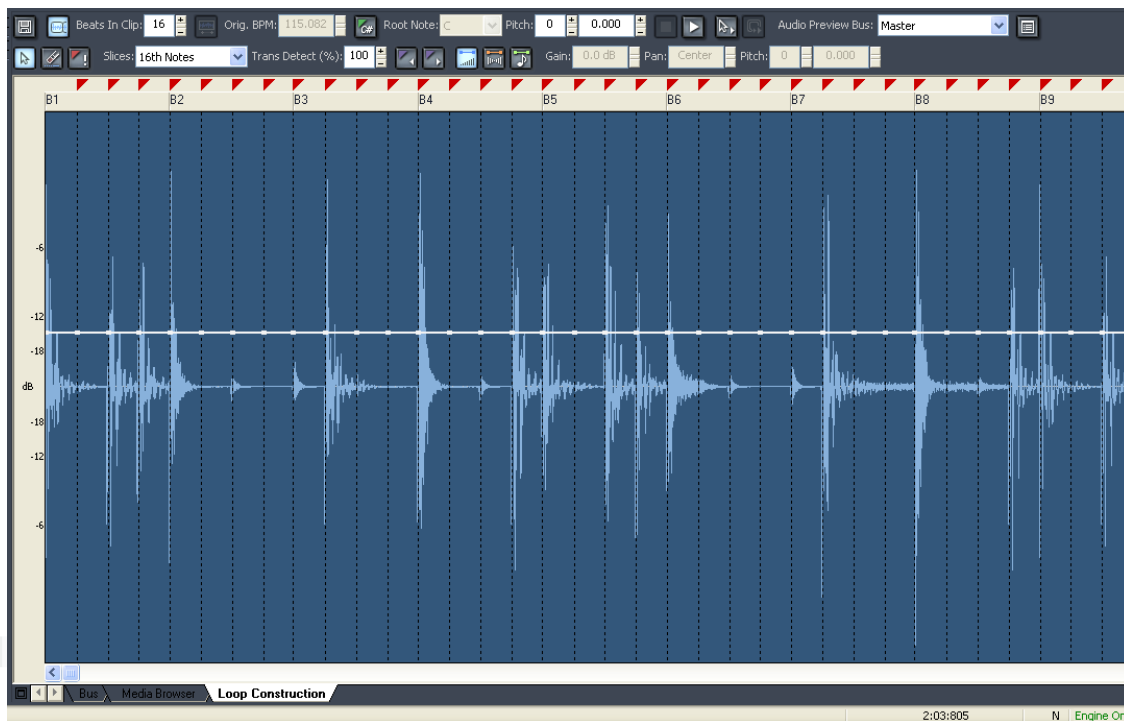 Beats In Clip: 16 Orig. BPM: 115.082 C# Root Note: C Pitch: 0 0.000 Audio Preview Bus: Master
Slices: 16th Notes Trans Detect (%): 100 Gain: 0.0 dB Pan: Center Pitch: 0 0.000
B1 B2 B3 B4 B5 B6 B7 B8 B9
-6
-12
-18
dB
-18
-12
-6
Bus Media Browser Loop Construction
2:03:805 N Engine On